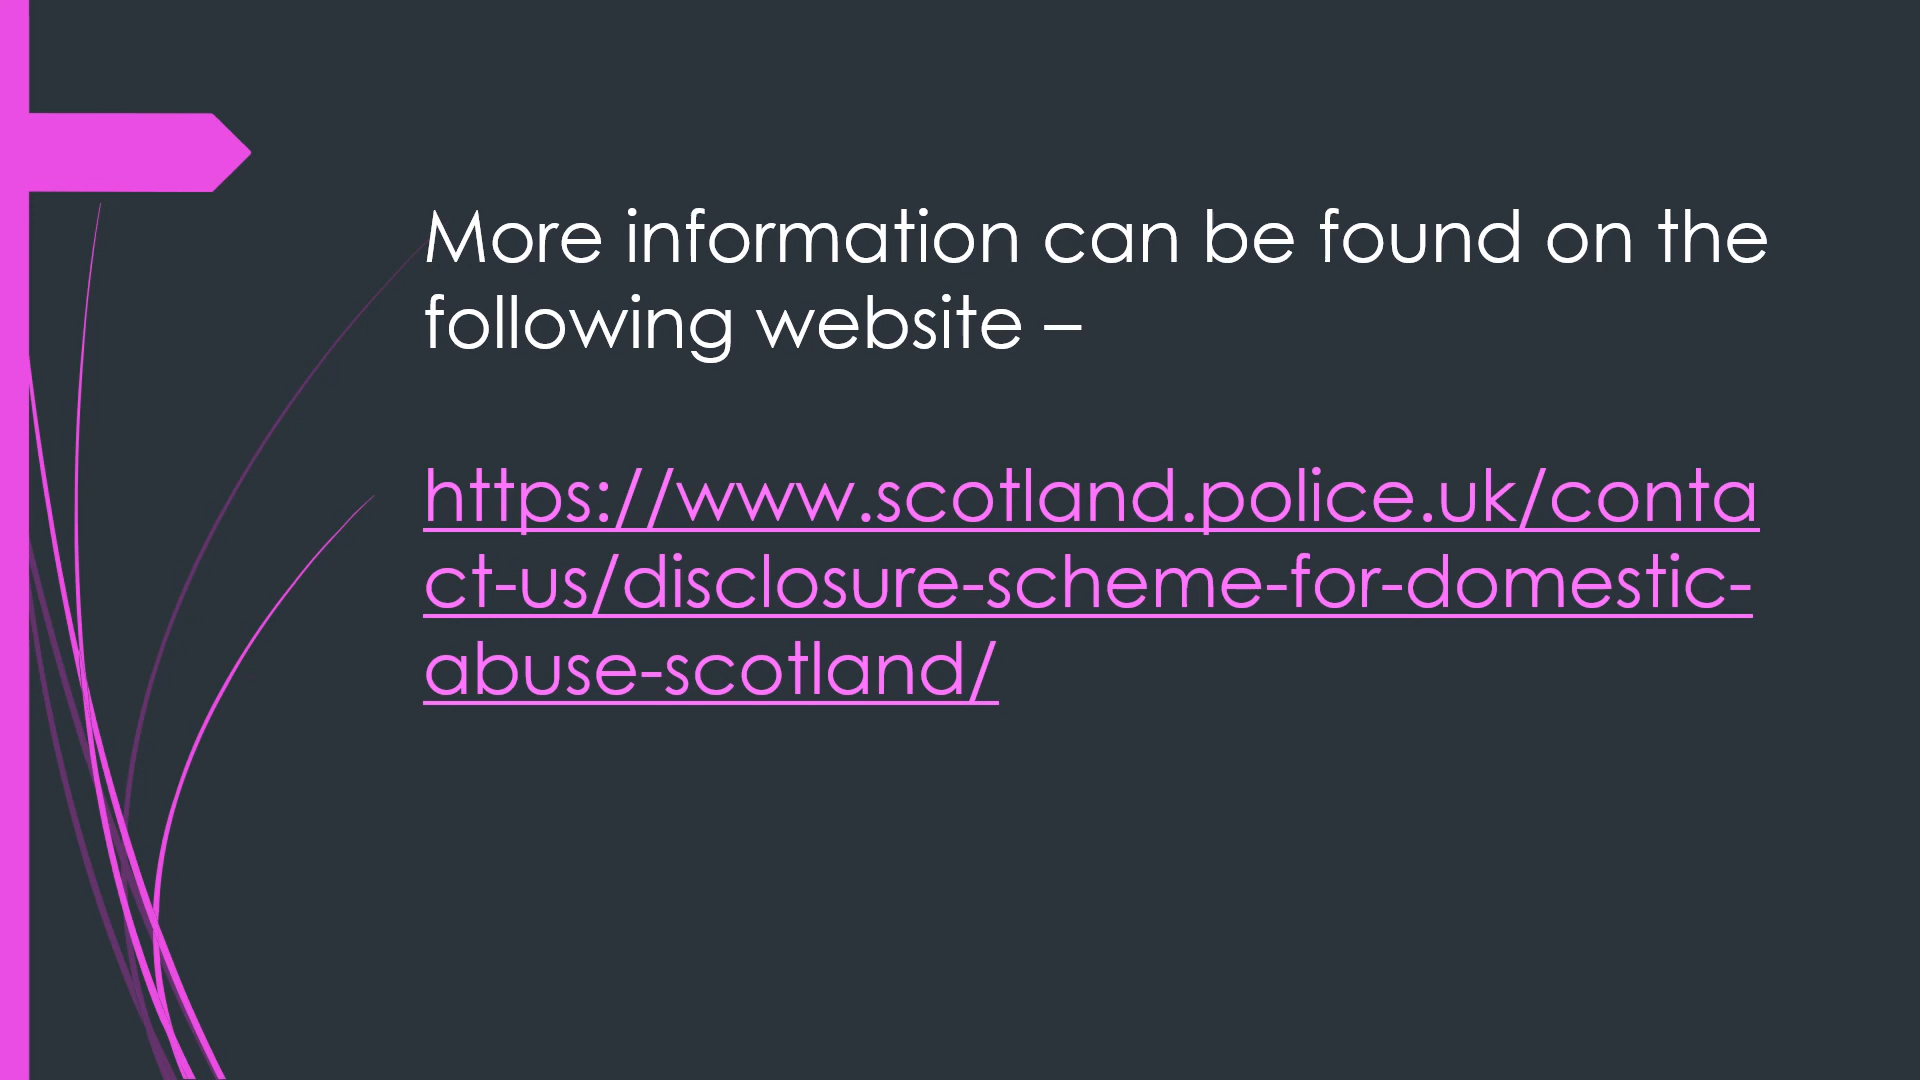 More information can be found on the
following website –
https://www.scotland.police.uk/conta
ct-us/disclosure-scheme-for-domestic-
abuse-scotland/